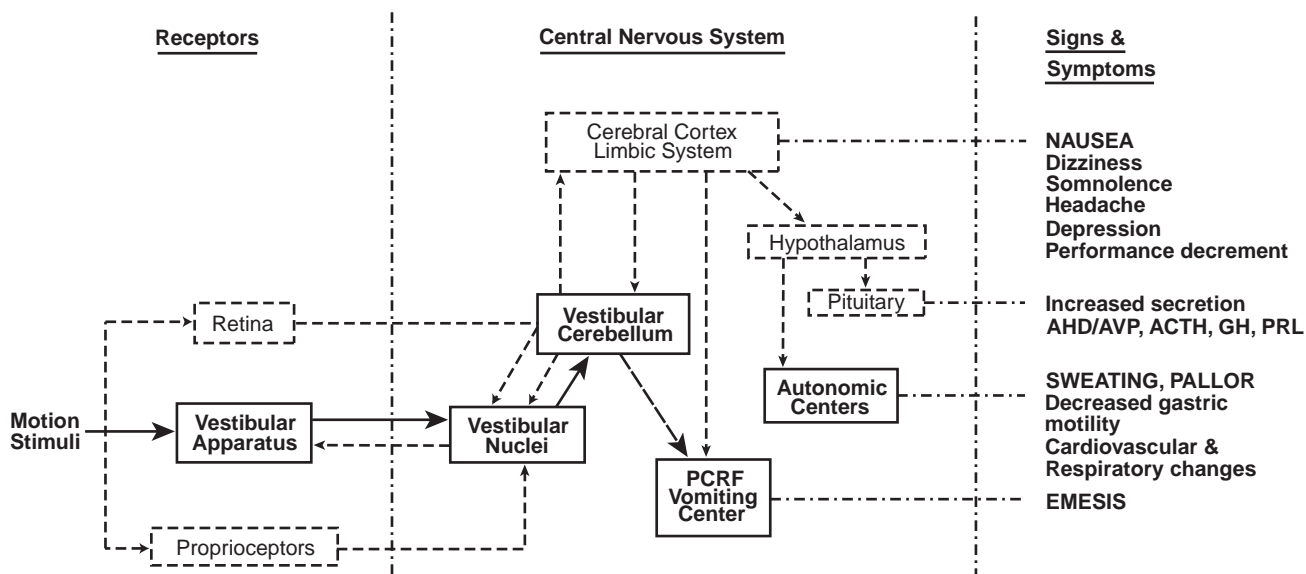 Receptors
Central Nervous System
Signs &
Symptoms
Cerebral Cortex
Limbic System
NAUSEA
Dizziness
Somnolence
Headache
Depression
Performance decrement
Hypothalamus
Pituitary
Increased secretion
AHD/AVP, ACTH, GH, PRL
Retina
Vestibular
Cerebellum
Autonomic
Centers
SWEATING, PALLOR
Decreased gastric
motility
Cardiovascular &
Respiratory changes
Motion
Stimuli
Vestibular
Apparatus
Vestibular
Nuclei
PCRF
Vomiting
Center
EMESIS
Proprioceptors